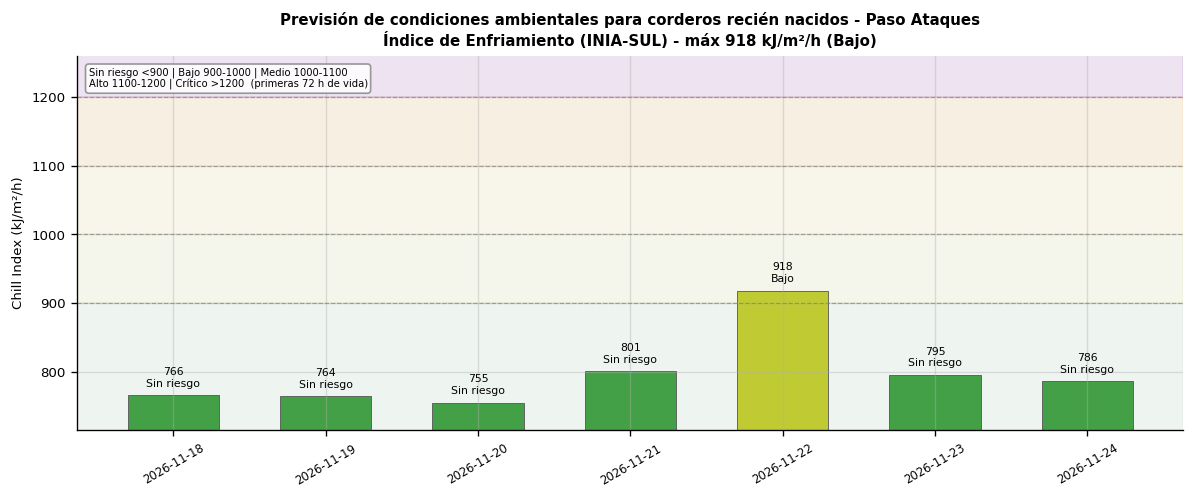 Previsión de condiciones ambientales para corderos recién nacidos - Paso Ataques
Índice de Enfriamiento (INIA-SUL) - máx 918 kJ/m²/h (Bajo)
Sin riesgo <900 | Bajo 900-1000 | Medio 1000-1100
Alto 1100-1200 | Crítico >1200  (primeras 72 h de vida)
Chill Index (kJ/m²/h)
1200
1100
1000
900
800
766
Sin riesgo
764
Sin riesgo
755
Sin riesgo
801
Sin riesgo
918
Bajo
795
Sin riesgo
786
Sin riesgo
2026-11-18
2026-11-19
2026-11-20
2026-11-21
2026-11-22
2026-11-23
2026-11-24